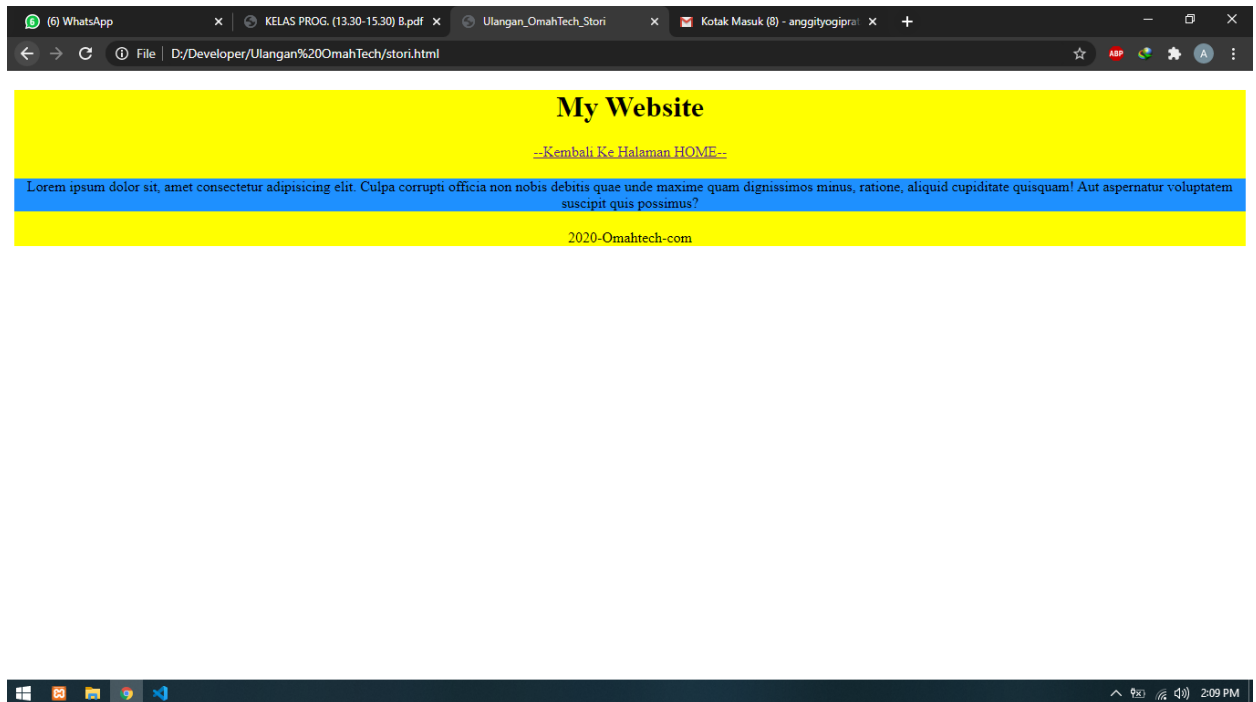 (6) WhatsApp
KELAS PROG. (13.30-15.30) B.pdf
Ulangan_OmahTech_Stori
Kotak Masuk (8) - anggityogiprat
File
D:/Developer/Ulangan%20OmahTech/stori.html
ABP
A
My Website
--Kembali Ke Halaman HOME--
Lorem ipsum dolor sit, amet consectetur adipisicing elit. Culpa corrupti officia non nobis debitis quae unde maxime quam dignissimos minus, ratione, aliquid cupiditate quisquam! Aut aspernatur voluptatem
suscipit quis possimus?
2020-Omahtech-com
2:09 PM